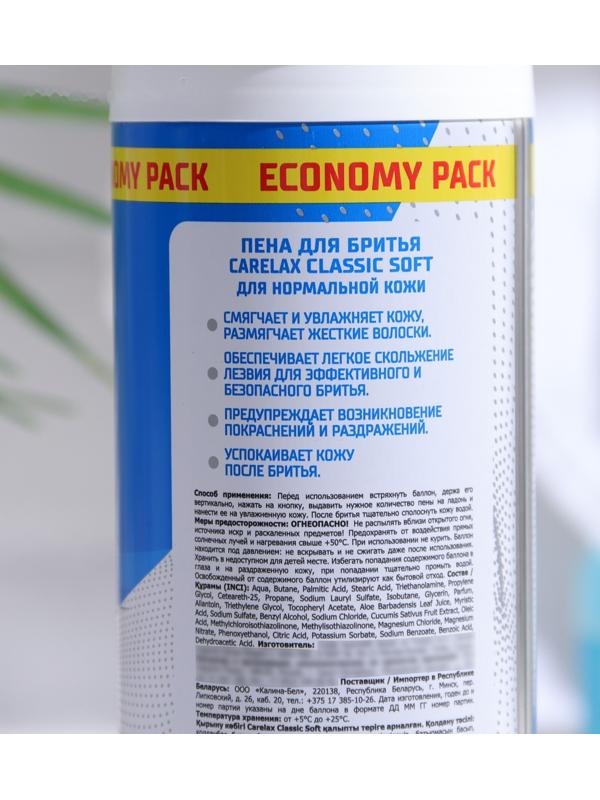 OMY PACK ECONOMY PACK
ПЕНА ДЛЯ БРИТЬЯ
CARELAX CLASSIC SOFT
ДЛЯ НОРМАЛЬНОЙ КОЖИ
СМЯГЧАЕТ И УВЛАЖНЯЕТ КОЖУ,
РАЗМЯГЧАЕТ ЖЕСТКИЕ ВОЛОСКИ.
ОБЕСПЕЧИВАЕТ ЛЕГКОЕ СКОЛЬЖЕНИЕ
ЛЕЗВИЯ ДЛЯ ЭФФЕКТИВНОГО И
БЕЗОПАСНОГО БРИТЬЯ.
ПРЕДУПРЕЖДАЕТ ВОЗНИКНОВЕНИЕ
ПОКРАСНЕНИЙ И РАЗДРАЖЕНИЙ.
УСПОКАИВАЕТ КОЖУ
ПОСЛЕ БРИТЬЯ.
Способ применения: Перед использованием встряхнуть баллон, держа его
вертикально, нажать на кнопку, выдавить нужное количество пены на ладонь и
нанести ее на увлажненную кожу. После бритья тщательно сполоснуть кожу водой.
Меры предосторожности: ОГНЕОПАСНО! Не распылять вблизи открытого огня,
источника искр и раскаленных предметов! Предохранять от воздействия прямых
солнечных лучей и нагревания свыше +50°С. При использовании не курить. Баллон
находится под давлением: не вскрывать и не сжигать даже после использования.
Хранить в недоступном для детей месте. Избегать попадания содержимого баллона в
глаза и на раздраженную кожу, при попадании тщательно промыть водой.
Освобожденный от содержимого баллон утилизируют как бытовой отход. Состав /
Құрамы (INCI): Aqua, Butane, Palmitic Acid, Stearic Acid, Triethanolamine, Propylene
Glycol, Ceteareth-25, Propane, Sodium Lauryl Sulfate, Isobutane, Glycerin, Parfum,
Allantoin, Triethylene Glycol, Tocopheryl Acetate, Aloe Barbadensis Leaf Juice, Myristic
Acid, Sodium Sulfate, Benzyl Alcohol, Sodium Chloride, Cucumis Sativus Fruit Extract, Oleic
Acid, Methylchloroisothiazolinone, Methylisothiazolinone, Magnesium Chloride, Magnesium
Nitrate, Phenoxyethanol, Citric Acid, Potassium Sorbate, Sodium Benzoate, Benzoic Acid,
Dehydroacetic Acid. Изготовитель:
Поставщик / Импортер в Республике
Беларусь: ООО «Калина-Бел», 220138, Республика Беларусь, г. Минск, пер.
Липковский, д. 26, каб. 20, тел.: +375 17 385-10-26. Дата изготовления, годен до и
номер партии указаны на дне баллона в формате ДД ММ ГГ номер партии.
Температура хранения: от +5°С до +25°С.
Қырыну көбігі Carelax Classic Soft қалыпты теріге арналған. Қолдану тәсілі: